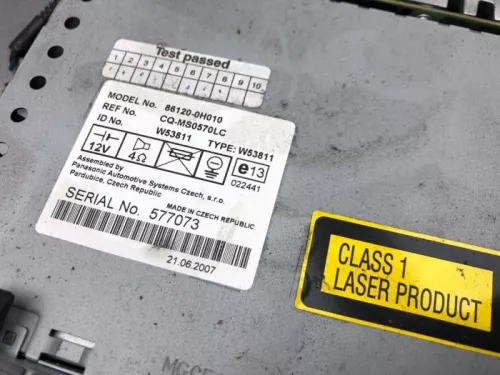 Test passed
1 2 3 4 5 6 7 8 9 10
MODEL No. 86120-0H010
REF No. CQ-MS0570LC
ID No. W53811 TYPE: W53811
12V 4Ω e13
022441
Assembled by
Panasonic Automotive Systems Czech, s.r.o.
Pardubice, Czech Republic
MADE IN CZECH REPUBLIC
SERIAL No. 577073
21.06.2007
CLASS 1
LASER PRODUCT